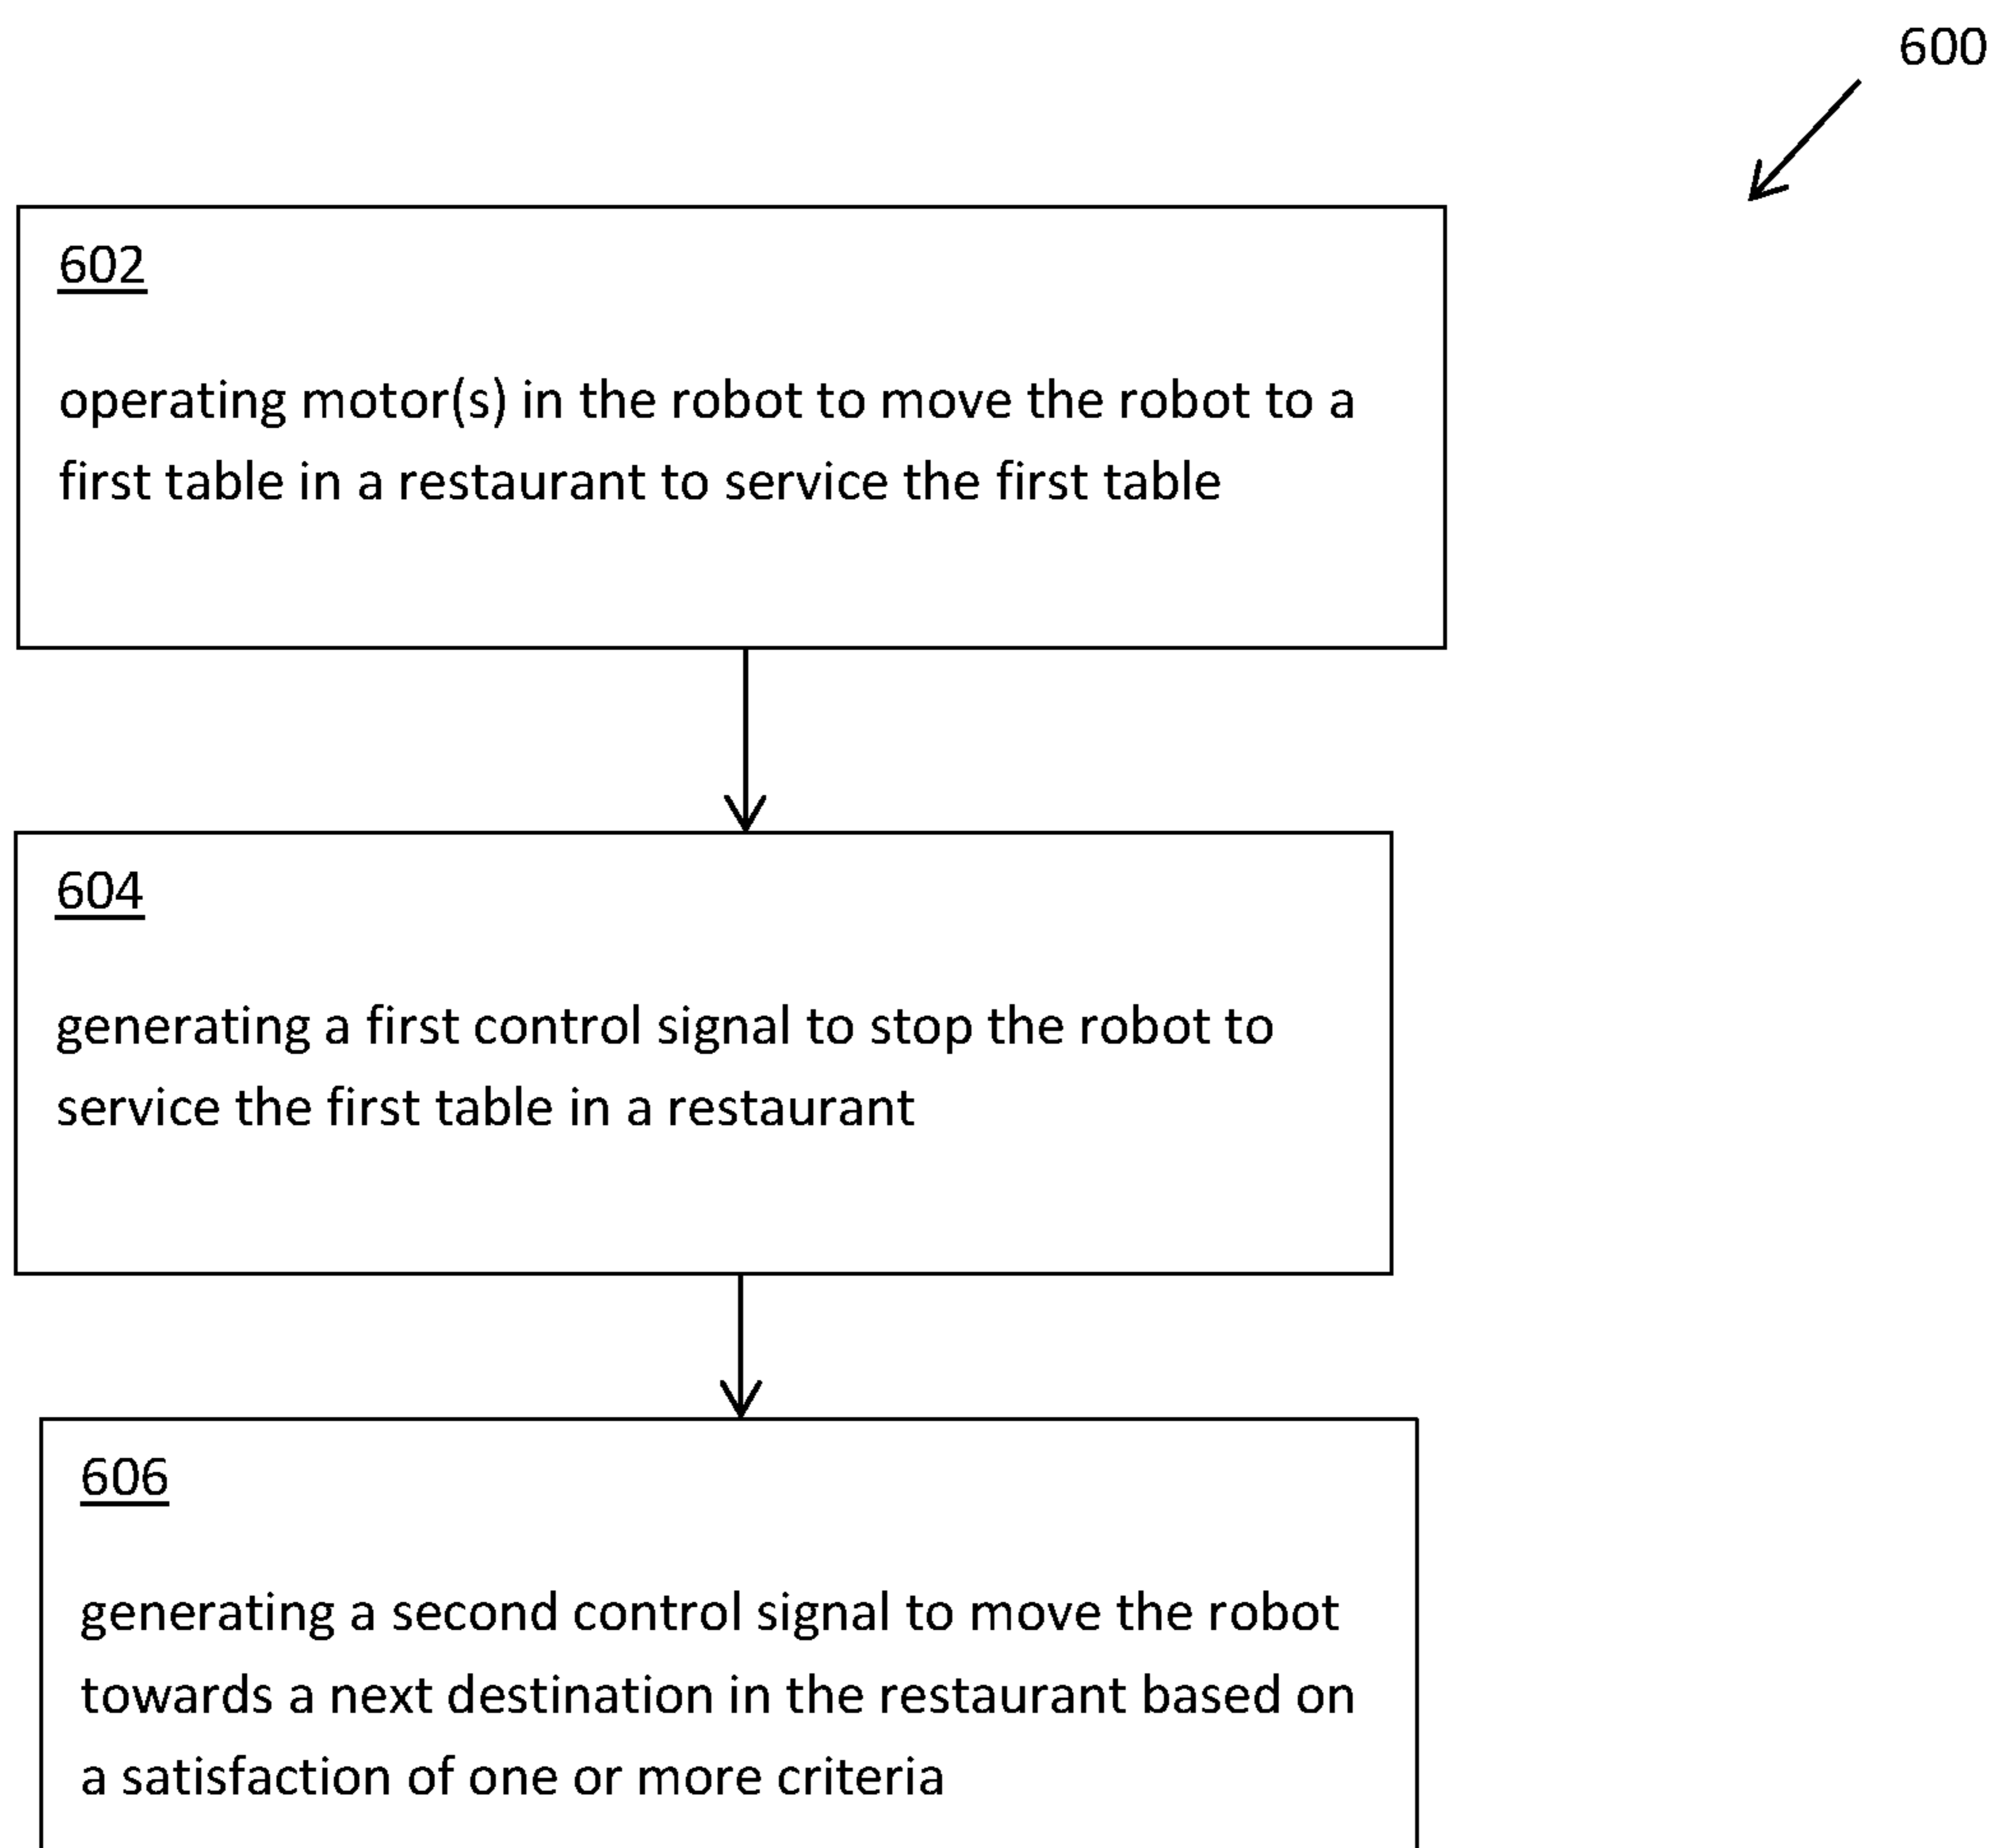 600
602
operating motor(s) in the robot to move the robot to a
first table in a restaurant to service the first table
604
generating a first control signal to stop the robot to
service the first table in a restaurant
606
generating a second control signal to move the robot
towards a next destination in the restaurant based on
a satisfaction of one or more criteria